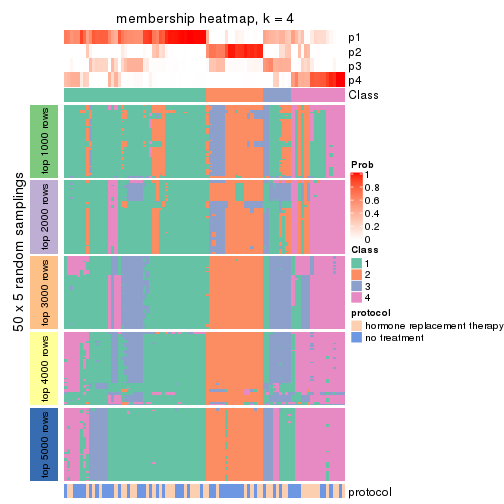 membership heatmap, k = 4
p1
p2
p3
p4
Class
50 x 5 random samplings
top 1000 rows
top 2000 rows
top 3000 rows
top 4000 rows
top 5000 rows
protocol
Prob
1
0.8
0.6
0.4
0.2
0
Class
1
2
3
4
protocol
hormone replacement therapy
no treatment